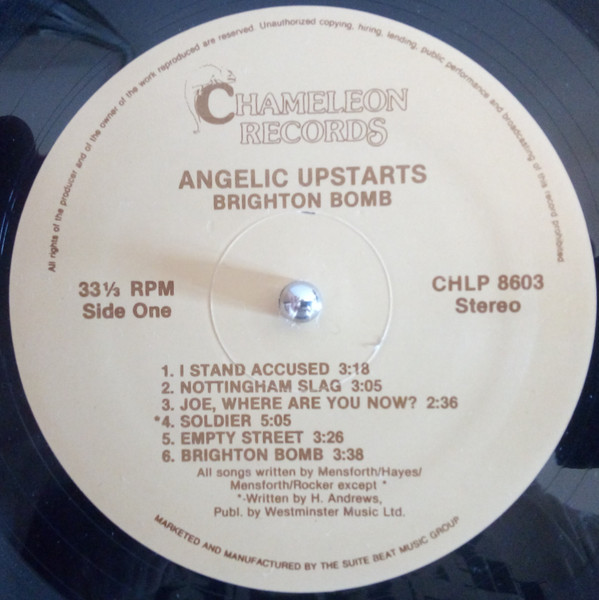 All rights of the producer and of the owner of the work reproduced are reserved. Unauthorized copying, hiring, lending, public performance and broadcasting of this record prohibited
CHAMELEON
RECORDS
ANGELIC UPSTARTS
BRIGHTON BOMB
33⅓ RPM
Side One
CHLP 8603
Stereo
1. I STAND ACCUSED 3:18
2. NOTTINGHAM SLAG 3:05
3. JOE, WHERE ARE YOU NOW? 2:36
*4. SOLDIER 5:05
5. EMPTY STREET 3:26
6. BRIGHTON BOMB 3:38
All songs written by Mensforth/Hayes/
Mensforth/Rocker except *
*-Written by H. Andrews,
Publ. by Westminster Music Ltd.
MARKETED AND MANUFACTURED BY THE SUITE BEAT MUSIC GROUP